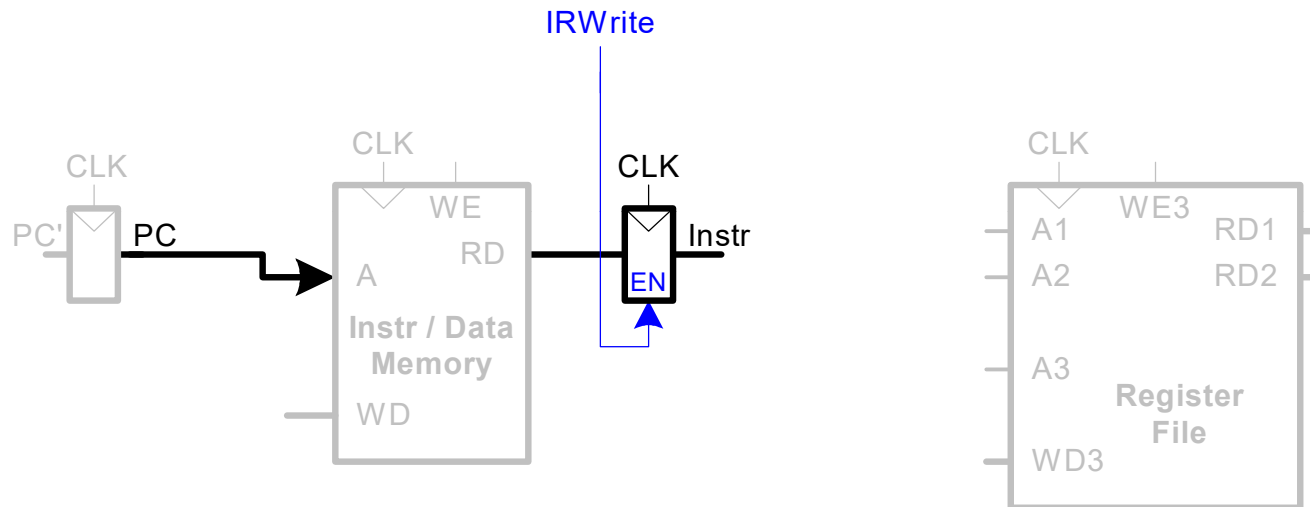 IRWrite
CLK
CLK
CLK
CLK
PC'
PC
WE
RD
A
Instr / Data
Memory
WD
EN
Instr
WE3
A1
RD1
A2
RD2
A3
Register
File
WD3